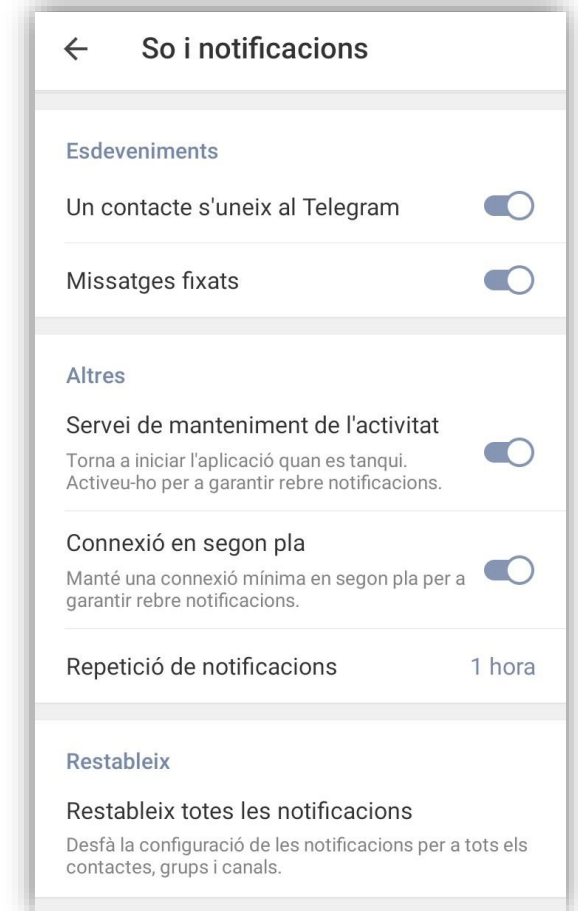 So i notificacions
Esdeveniments
Un contacte s'uneix al Telegram
Missatges fixats
Altres
Servei de manteniment de l'activitat
Torna a iniciar l'aplicació quan es tanqui.
Activeu-ho per a garantir rebre notificacions.
Connexió en segon pla
Manté una connexió mínima en segon pla per a
garantir rebre notificacions.
Repetició de notificacions 1 hora
Restableix
Restableix totes les notificacions
Desfà la configuració de les notificacions per a tots els
contactes, grups i canals.